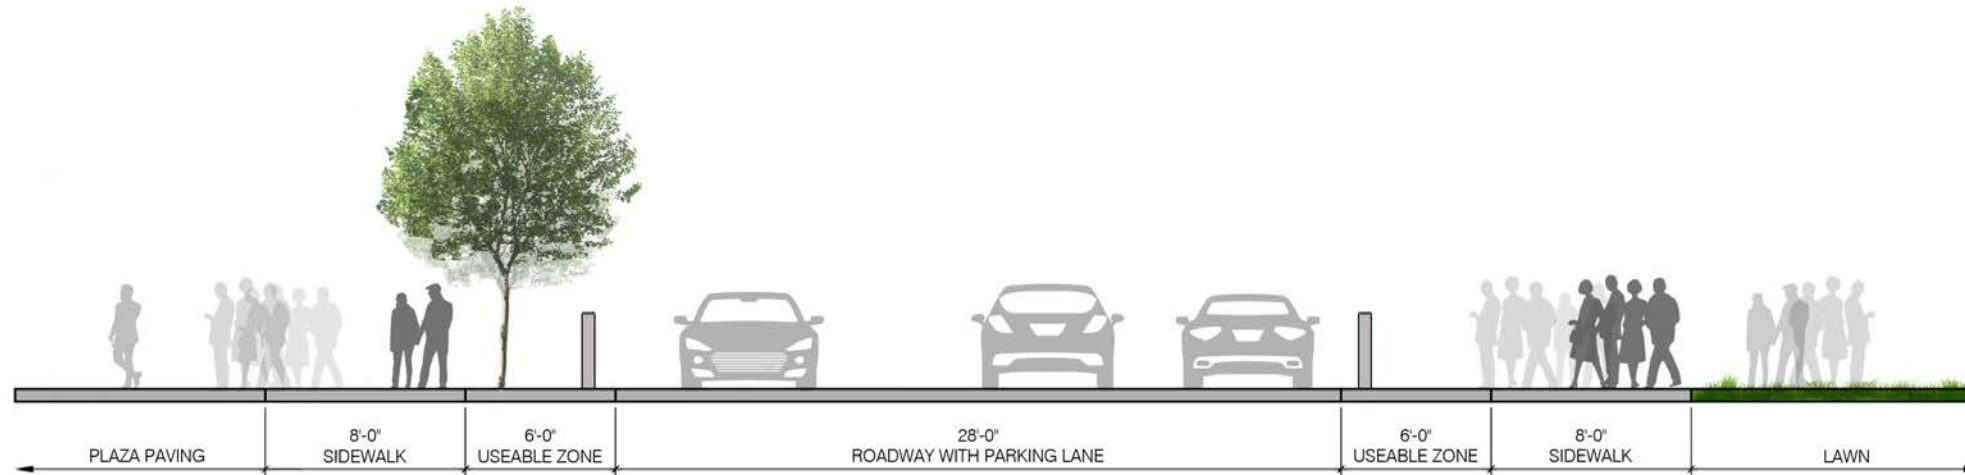 PLAZA PAVING
8'-0"
SIDEWALK
6'-0"
USEABLE ZONE
28'-0"
ROADWAY WITH PARKING LANE
6'-0"
USEABLE ZONE
8'-0"
SIDEWALK
LAWN